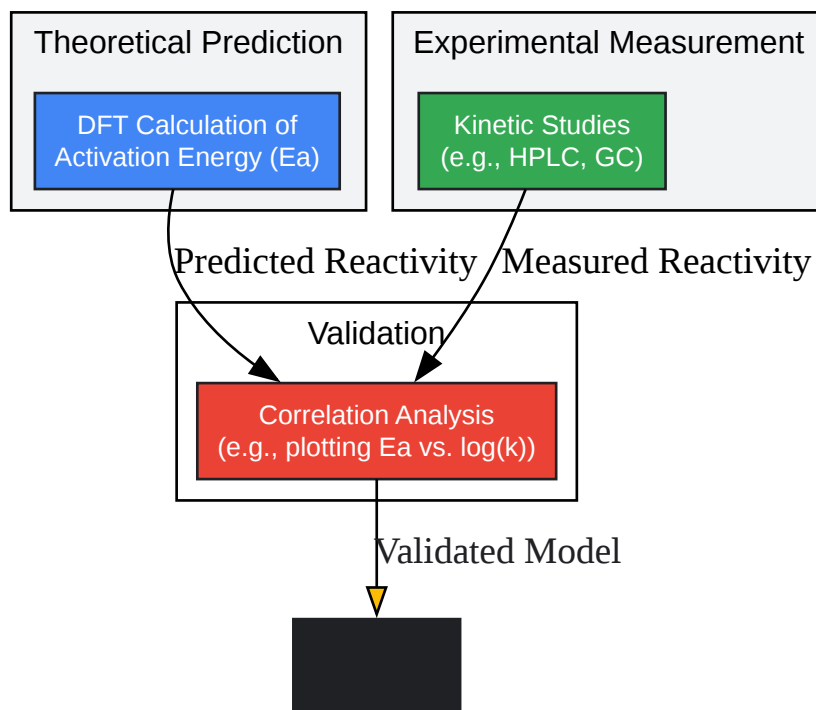 Theoretical Prediction
Experimental Measurement
DFT Calculation of
Activation Energy (Ea)
Kinetic Studies
(e.g., HPLC, GC)
Predicted Reactivity
Measured Reactivity
Validation
Correlation Analysis
(e.g., plotting Ea vs. log(k))
Validated Model